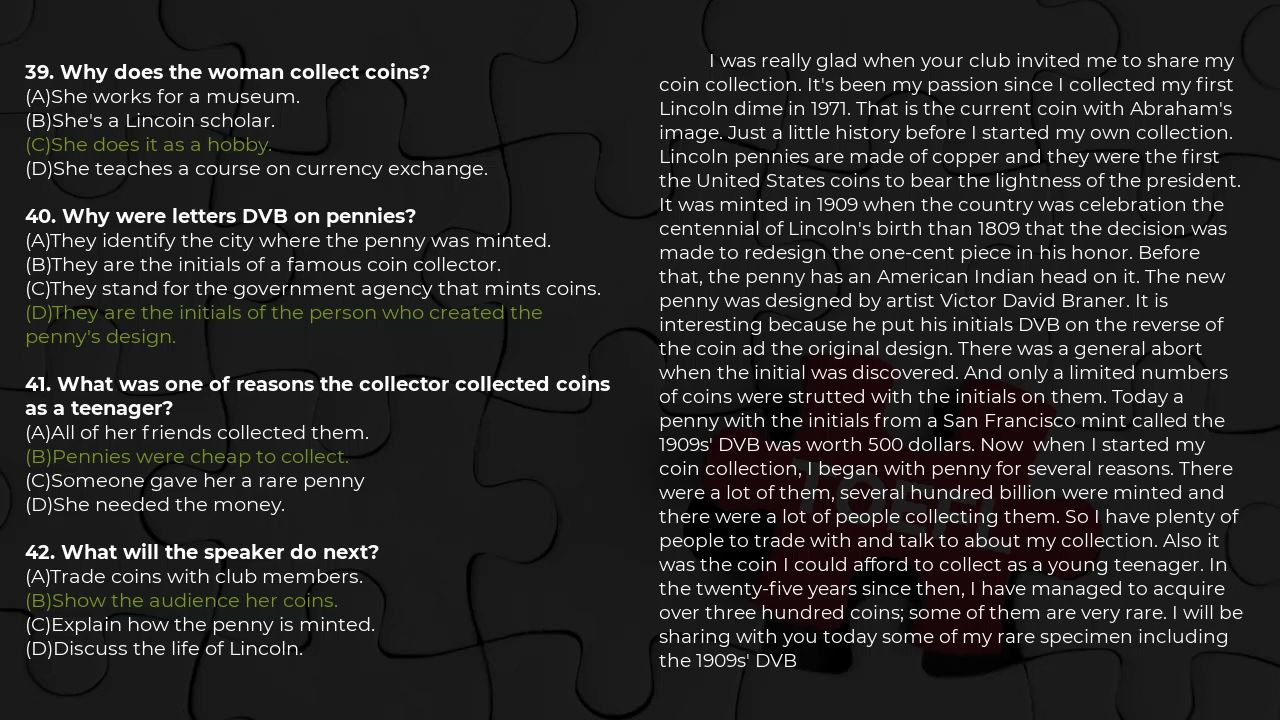 39. Why does the woman collect coins?
(A)She works for a museum.
(B)She's a Lincoin scholar.
(C)She does it as a hobby.
(D)She teaches a course on currency exchange.
40. Why were letters DVB on pennies?
(A)They identify the city where the penny was minted.
(B)They are the initials of a famous coin collector.
(C)They stand for the government agency that mints coins.
(D)They are the initials of the person who created the
penny's design.
41. What was one of reasons the collector collected coins
as a teenager?
(A)All of her friends collected them.
(B)Pennies were cheap to collect.
(C)Someone gave her a rare penny
(D)She needed the money.
42. What will the speaker do next?
(A)Trade coins with club members.
(B)Show the audience her coins.
(C)Explain how the penny is minted.
(D)Discuss the life of Lincoln.
I was really glad when your club invited me to share my
coin collection. It's been my passion since I collected my first
Lincoln dime in 1971. That is the current coin with Abraham's
image. Just a little history before I started my own collection.
Lincoln pennies are made of copper and they were the first
the United States coins to bear the lightness of the president.
It was minted in 1909 when the country was celebration the
centennial of Lincoln's birth than 1809 that the decision was
made to redesign the one-cent piece in his honor. Before
that, the penny has an American Indian head on it. The new
penny was designed by artist Victor David Braner. It is
interesting because he put his initials DVB on the reverse of
the coin ad the original design. There was a general abort
when the initial was discovered. And only a limited numbers
of coins were strutted with the initials on them. Today a
penny with the initials from a San Francisco mint called the
1909s' DVB was worth 500 dollars. Now  when I started my
coin collection, I began with penny for several reasons. There
were a lot of them, several hundred billion were minted and
there were a lot of people collecting them. So I have plenty of
people to trade with and talk to about my collection. Also it
was the coin I could afford to collect as a young teenager. In
the twenty-five years since then, I have managed to acquire
over three hundred coins; some of them are very rare. I will be
sharing with you today some of my rare specimen including
the 1909s' DVB
TOEFL